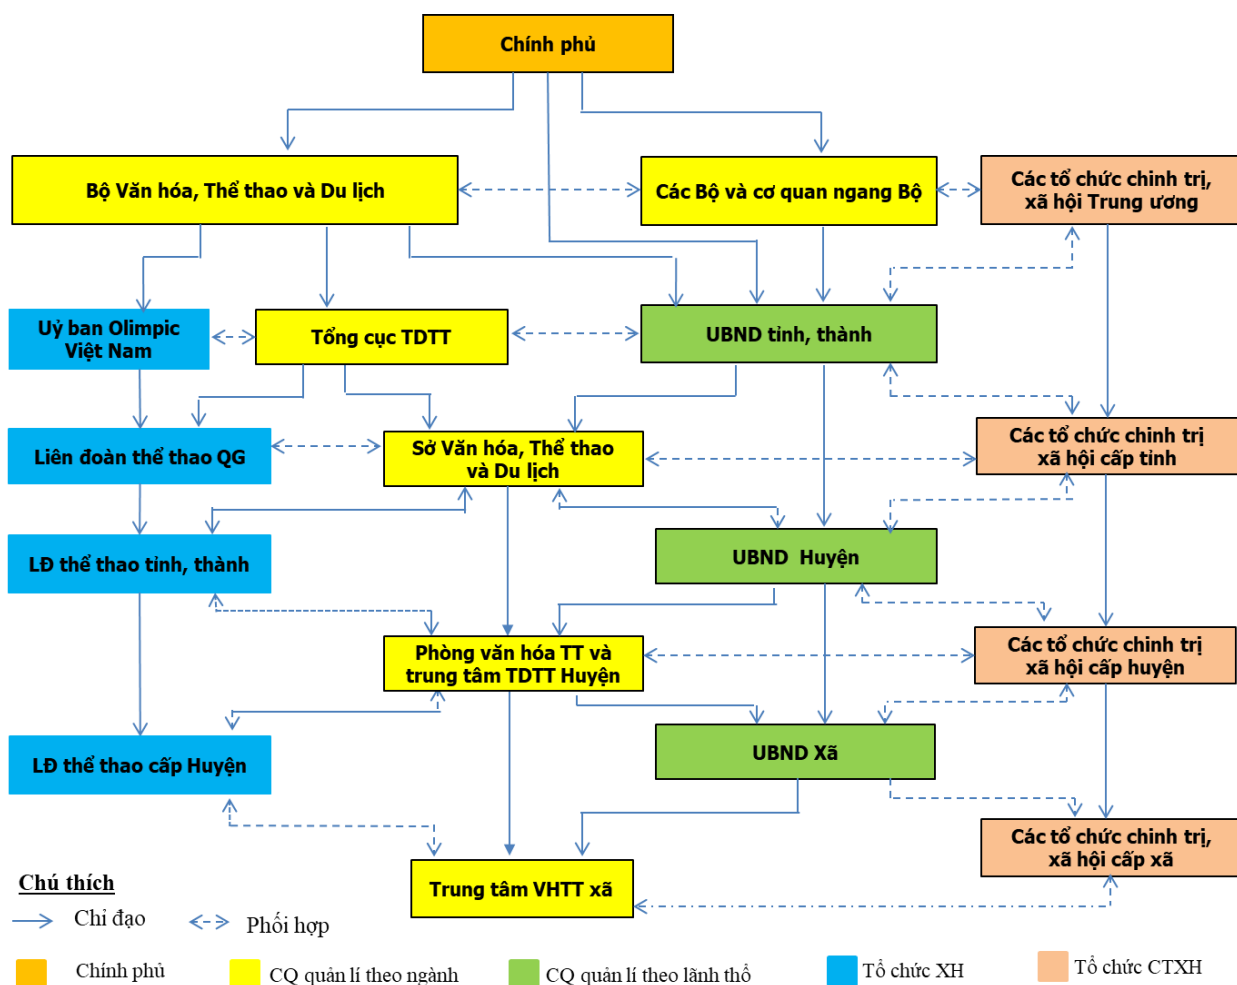 Chính phủ
Bộ Văn hóa, Thể thao và Du lịch
Các Bộ và cơ quan ngang Bộ
Các tổ chức chinh trị,
xã hội Trung ương
Uỷ ban Olimpic
Việt Nam
Tổng cục TDTT
UBND tỉnh, thành
Liên đoàn thể thao QG
Sở Văn hóa, Thể thao
và Du lịch
Các tổ chức chinh trị
xã hội cấp tỉnh
LĐ thể thao tỉnh, thành
UBND Huyện
Phòng văn hóa TT và
trung tâm TDTT Huyện
Các tổ chức chinh trị
xã hội cấp huyện
LĐ thể thao cấp Huyện
UBND Xã
Các tổ chức chinh trị,
xã hội cấp xã
Trung tâm VHTT xã
Chú thích
Chỉ đạo
Phối hợp
Chính phủ
CQ quản lí theo ngành
CQ quản lí theo lãnh thổ
Tổ chức XH
Tổ chức CTXH